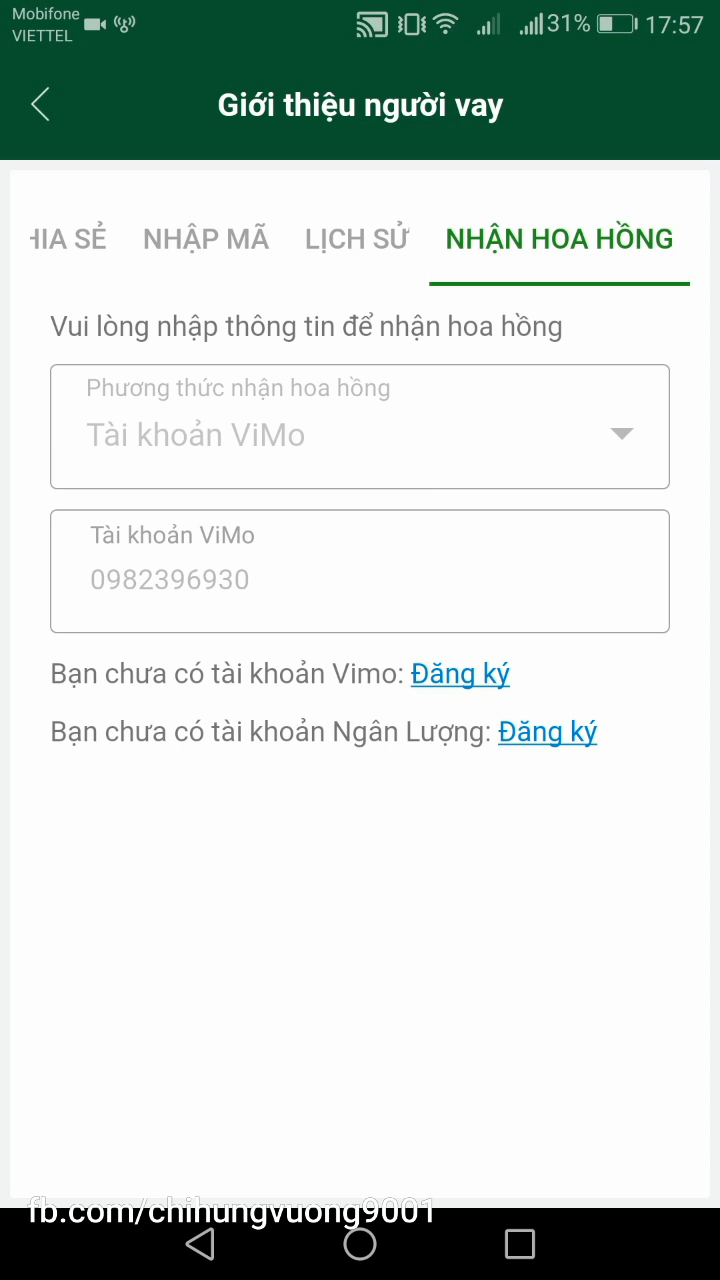 Mobifone
VIETTEL
31% 17:57
Giới thiệu người vay
HIA SẺ NHẬP MÃ LỊCH SỬ NHẬN HOA HỒNG
Vui lòng nhập thông tin để nhận hoa hồng
Phương thức nhận hoa hồng
Tài khoản ViMo
Tài khoản ViMo
0982396930
Bạn chưa có tài khoản Vimo: Đăng ký
Bạn chưa có tài khoản Ngân Lượng: Đăng ký
fb.com/chihungvuong9001